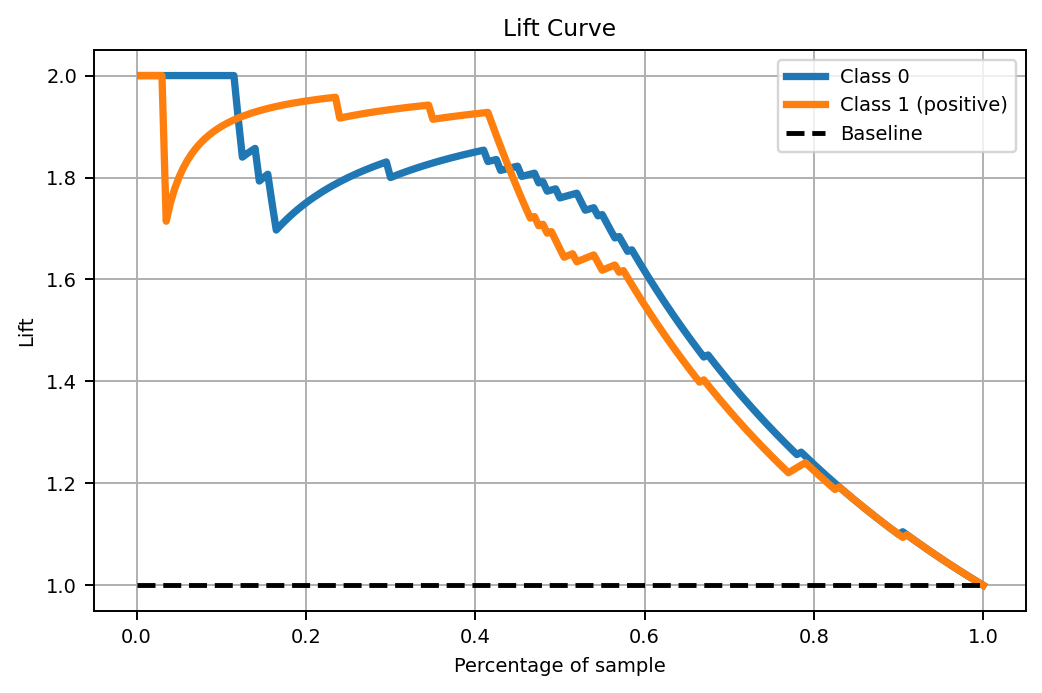 Lift Curve
Class 0
Class 1 (positive)
Baseline
2.0
1.8
1.6
1.4
1.2
1.0
Lift
0.0 0.2 0.4 0.6 0.8 1.0
Percentage of sample